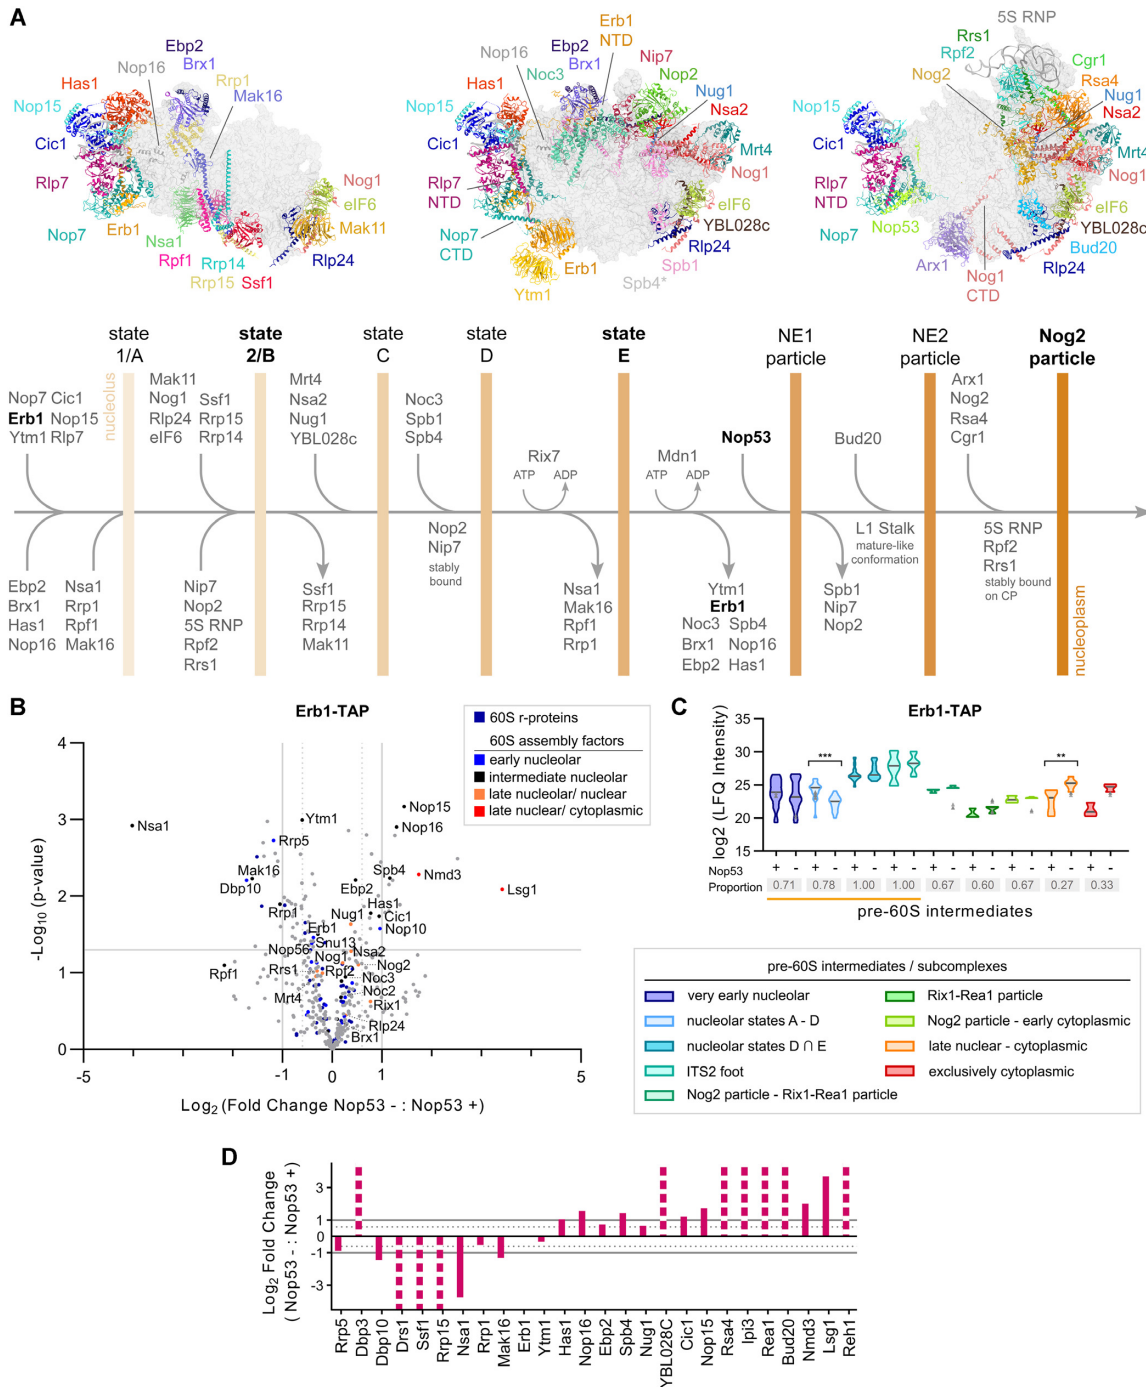 A
Ebp2
Brx1
Nop16
Rrp1
Has1
Mak16
Nop15
Cic1
Rlp7
Nop7
Erb1
Nsa1
Rpf1
Rrp14
Rrp15
Ssf1
Nog1
eIF6
Mak11
Rlp24
Erb1
NTD
Ebp2
Nop16
Brx1
Noc3
Nip7
Nop2
Has1
Nug1
Nop15
Nsa2
Cic1
Mrt4
Rlp7
NTD
Nog1
eIF6
Nop7
CTD
YBL028c
Rlp24
Erb1
Spb1
Ytm1
Spb4*
5S RNP
Rrs1
Rpf2
Nog2
Cgr1
Rsa4
Nop15
Nug1
Nsa2
Cic1
Mrt4
Rlp7
NTD
Nog1
eIF6
Nop53
YBL028c
Nop7
Bud20
Arx1
Rlp24
Nog1
CTD
state
1/A
state
2/B
state
C
state
D
state
E
NE1
particle
NE2
particle
Nog2
particle
nucleolus
nucleoplasm
Nop7 Cic1
Erb1 Nop15
Ytm1 Rlp7
Mak11
Nog1
Rlp24
eIF6
Ssf1
Rrp15
Rrp14
Mrt4
Nsa2
Nug1
YBL028c
Noc3
Spb1
Spb4
Rix7
ATP ADP
Mdn1
ATP ADP
Nop53
Bud20
Arx1
Nog2
Rsa4
Cgr1
Ebp2
Brx1
Has1
Nop16
Nsa1
Rrp1
Rpf1
Mak16
Nip7
Nop2
5S RNP
Rpf2
Rrs1
Ssf1
Rrp15
Rrp14
Mak11
Nop2
Nip7
stably
bound
Nsa1
Mak16
Rpf1
Rrp1
Ytm1
Erb1
Noc3 Spb4
Brx1 Nop16
Ebp2 Has1
Spb1
Nip7
Nop2
L1 Stalk
mature-like
conformation
5S RNP
Rpf2
Rrs1
stably bound
on CP
B
Erb1-TAP
60S r-proteins
60S assembly factors
early nucleolar
intermediate nucleolar
late nucleolar/ nuclear
late nuclear/ cytoplasmic
-Log10 (p-value)
4
3
2
1
0
Nsa1
Ytm1
Nop15
Nop16
Rrp5
Mak16
Dbp10
Spb4
Nmd3
Lsg1
Ebp2
Rrp1
Has1
Nug1
Cic1
Erb1
Nop10
Snu13
Nop56
Nsa2
Nog1
Rpf1
Rrs1
Rpf2
Nog2
Noc3
Mrt4
Noc2
Rix1
Rlp24
Brx1
-5
-1
0
1
5
Log2 (Fold Change Nop53 - : Nop53 +)
C
Erb1-TAP
log2 (LFQ Intensity)
35
30
25
20
15
***
**
Nop53
+ - + - + - + - + - + - + - + - + -
Proportion
0.71 0.78 1.00 1.00 0.67 0.60 0.67 0.27 0.33
pre-60S intermediates
pre-60S intermediates / subcomplexes
very early nucleolar
nucleolar states A - D
nucleolar states D ∩ E
ITS2 foot
Nog2 particle - Rix1-Rea1 particle
Rix1-Rea1 particle
Nog2 particle - early cytoplasmic
late nuclear - cytoplasmic
exclusively cytoplasmic
D
Log2 Fold Change
( Nop53 - : Nop53 +)
3
1
0
-1
-3
Rrp5
Dbp3
Dbp10
Drs1
Ssf1
Rrp15
Nsa1
Rrp1
Mak16
Erb1
Ytm1
Has1
Nop16
Ebp2
Spb4
Nug1
YBL028C
Cic1
Nop15
Rsa4
Ipi3
Rea1
Bud20
Nmd3
Lsg1
Reh1